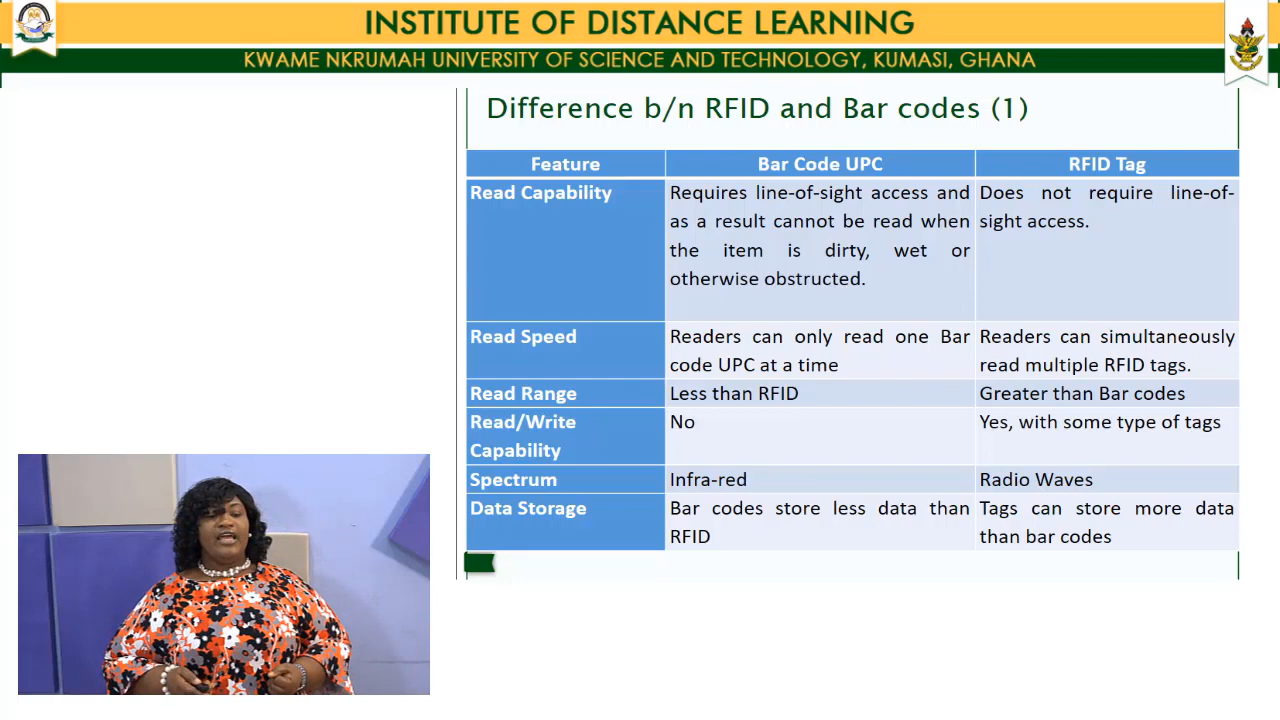 INSTITUTE OF DISTANCE LEARNING
KWAME NKRUMAH UNIVERSITY OF SCIENCE AND TECHNOLOGY, KUMASI, GHANA
Difference b/n RFID and Bar codes (1)
Feature Bar Code UPC RFID Tag
Read Capability
Requires line-of-sight access and
as a result cannot be read when
the item is dirty, wet or
otherwise obstructed.
Does not require line-of-
sight access.
Read Speed
Readers can only read one Bar
code UPC at a time
Readers can simultaneously
read multiple RFID tags.
Read Range
Less than RFID
Greater than Bar codes
Read/Write
Capability
No
Yes, with some type of tags
Spectrum
Infra-red
Radio Waves
Data Storage
Bar codes store less data than
RFID
Tags can store more data
than bar codes